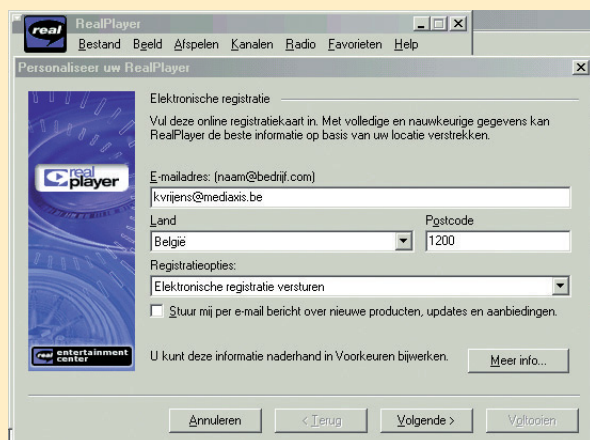 real
RealPlayer
Bestand Beeld Afspelen Kanalen Radio Favorieten Help
Personaliseer uw RealPlayer
Elektronische registratie
Vul deze online registratiekaart in. Met volledige en nauwkeurige gegevens kan
RealPlayer de beste informatie op basis van uw locatie verstrekken.
real
player
E-mailadres: (naam@bedrijf.com)
kvrijens@mediaxis.be
Land
Postcode
België
1200
Registratieopties:
Elektronische registratie versturen
Stuur mij per e-mail bericht over nieuwe producten, updates en aanbiedingen.
real entertainment
center
U kunt deze informatie naderhand in Voorkeuren bijwerken.
Meer info...
Annuleren
< Terug
Volgende >
Voltooien